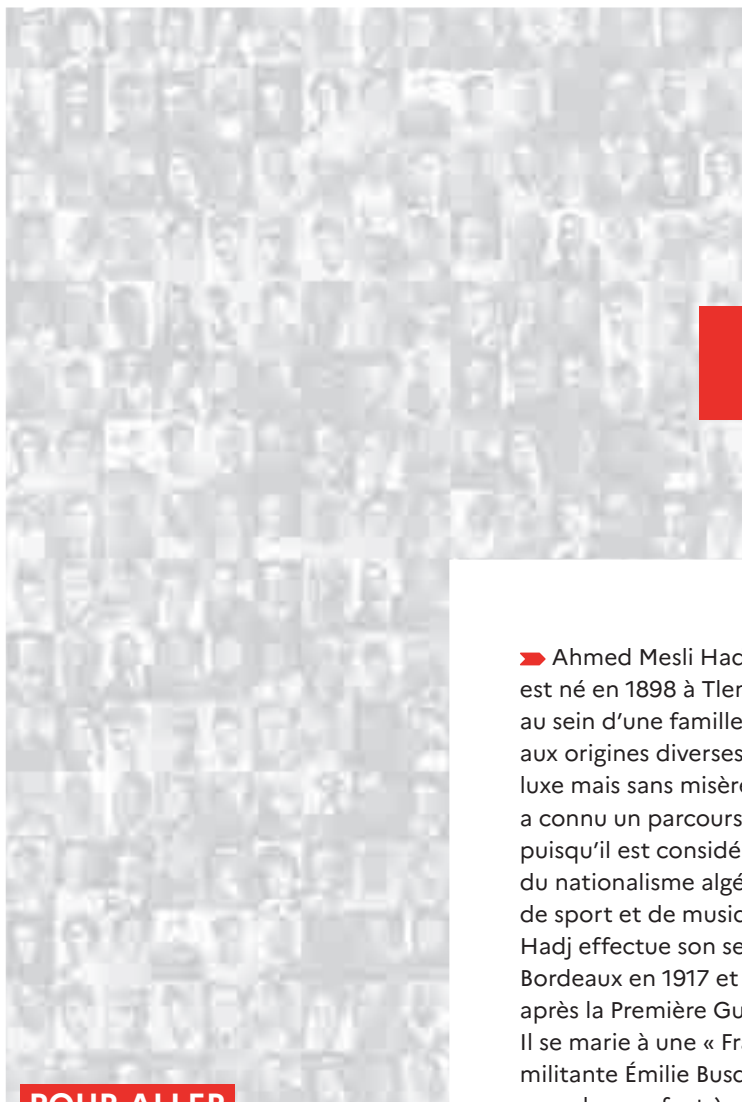 Ahmed Mesli Had
est né en 1898 à Tler
au sein d'une famille
aux origines diverses
luxe mais sans misère
a connu un parcours
puisqu'il est considé
du nationalisme algé
de sport et de music
Hadj effectue son se
Bordeaux en 1917 et
après la Première Gu
Il se marie à une « Fra
militante Émilie Busq
POUR ALLER